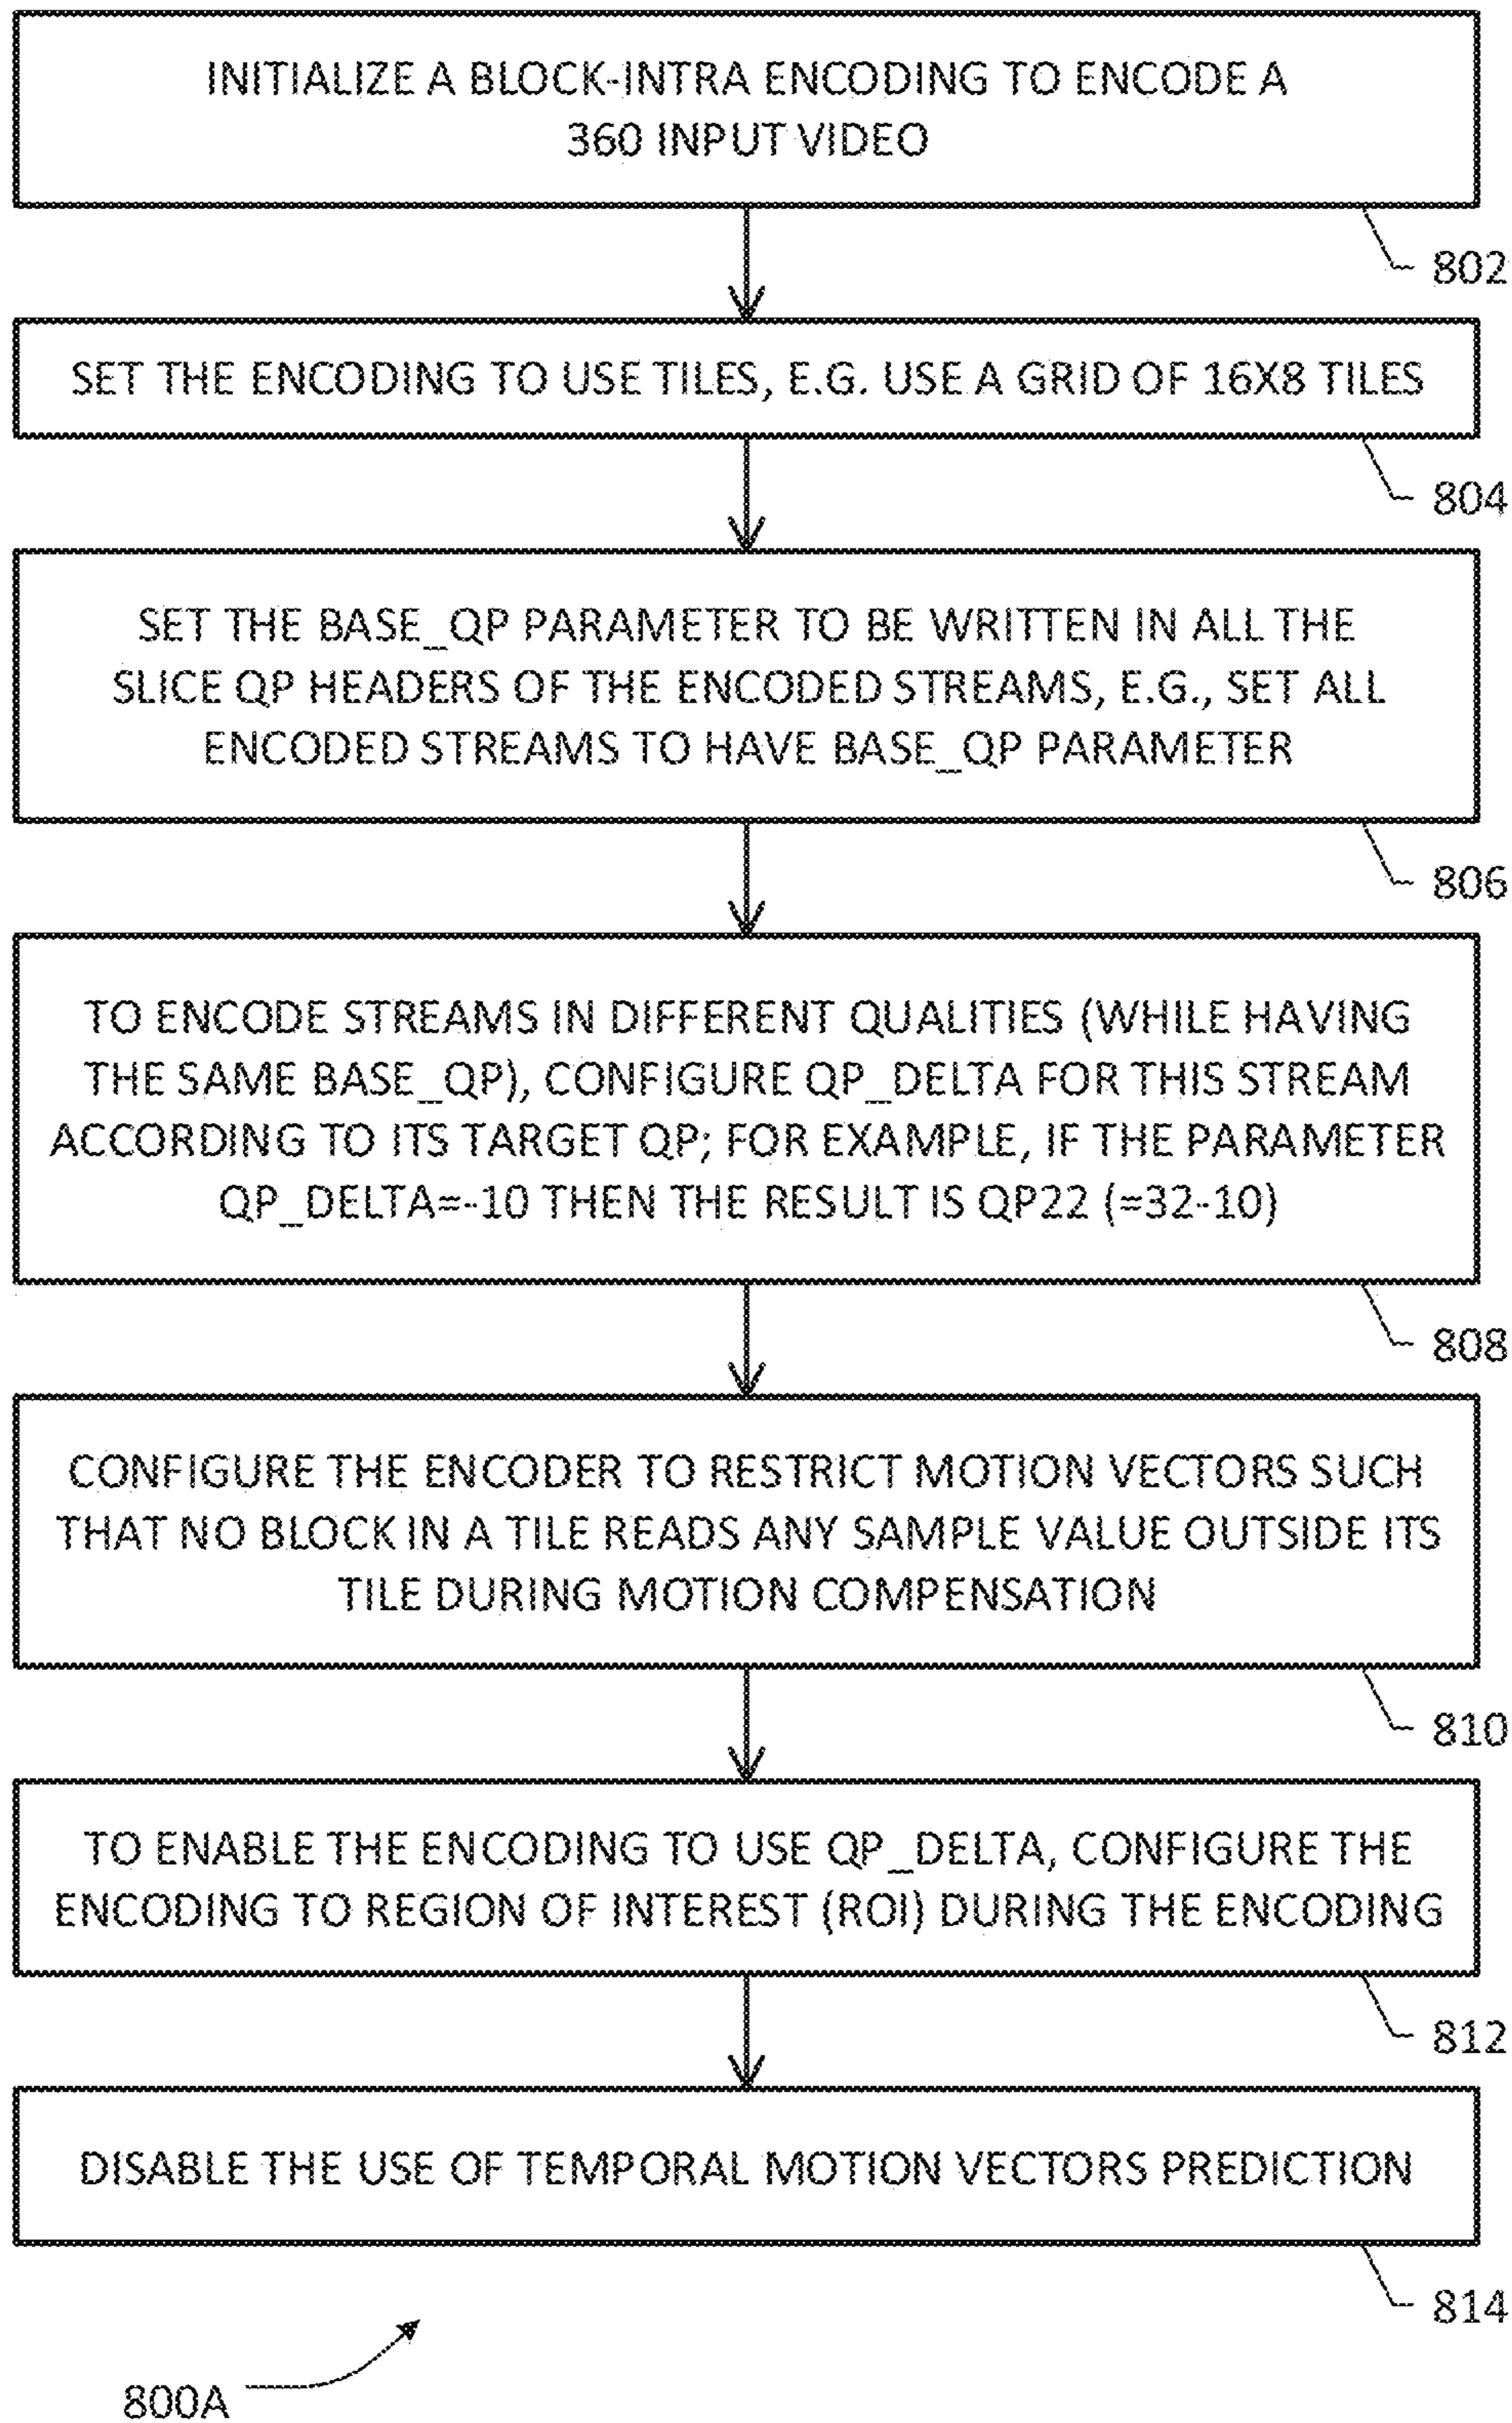 INITIALIZE A BLOCK-INTRA ENCODING TO ENCODE A
360 INPUT VIDEO
802
SET THE ENCODING TO USE TILES, E.G. USE A GRID OF 16X8 TILES
804
SET THE BASE_QP PARAMETER TO BE WRITTEN IN ALL THE
SLICE QP HEADERS OF THE ENCODED STREAMS, E.G., SET ALL
ENCODED STREAMS TO HAVE BASE_QP PARAMETER
806
TO ENCODE STREAMS IN DIFFERENT QUALITIES (WHILE HAVING
THE SAME BASE_QP), CONFIGURE QP_DELTA FOR THIS STREAM
ACCORDING TO ITS TARGET QP; FOR EXAMPLE, IF THE PARAMETER
QP_DELTA=-10 THEN THE RESULT IS QP22 (=32-10)
808
CONFIGURE THE ENCODER TO RESTRICT MOTION VECTORS SUCH
THAT NO BLOCK IN A TILE READS ANY SAMPLE VALUE OUTSIDE ITS
TILE DURING MOTION COMPENSATION
810
TO ENABLE THE ENCODING TO USE QP_DELTA, CONFIGURE THE
ENCODING TO REGION OF INTEREST (ROI) DURING THE ENCODING
812
DISABLE THE USE OF TEMPORAL MOTION VECTORS PREDICTION
814
800A